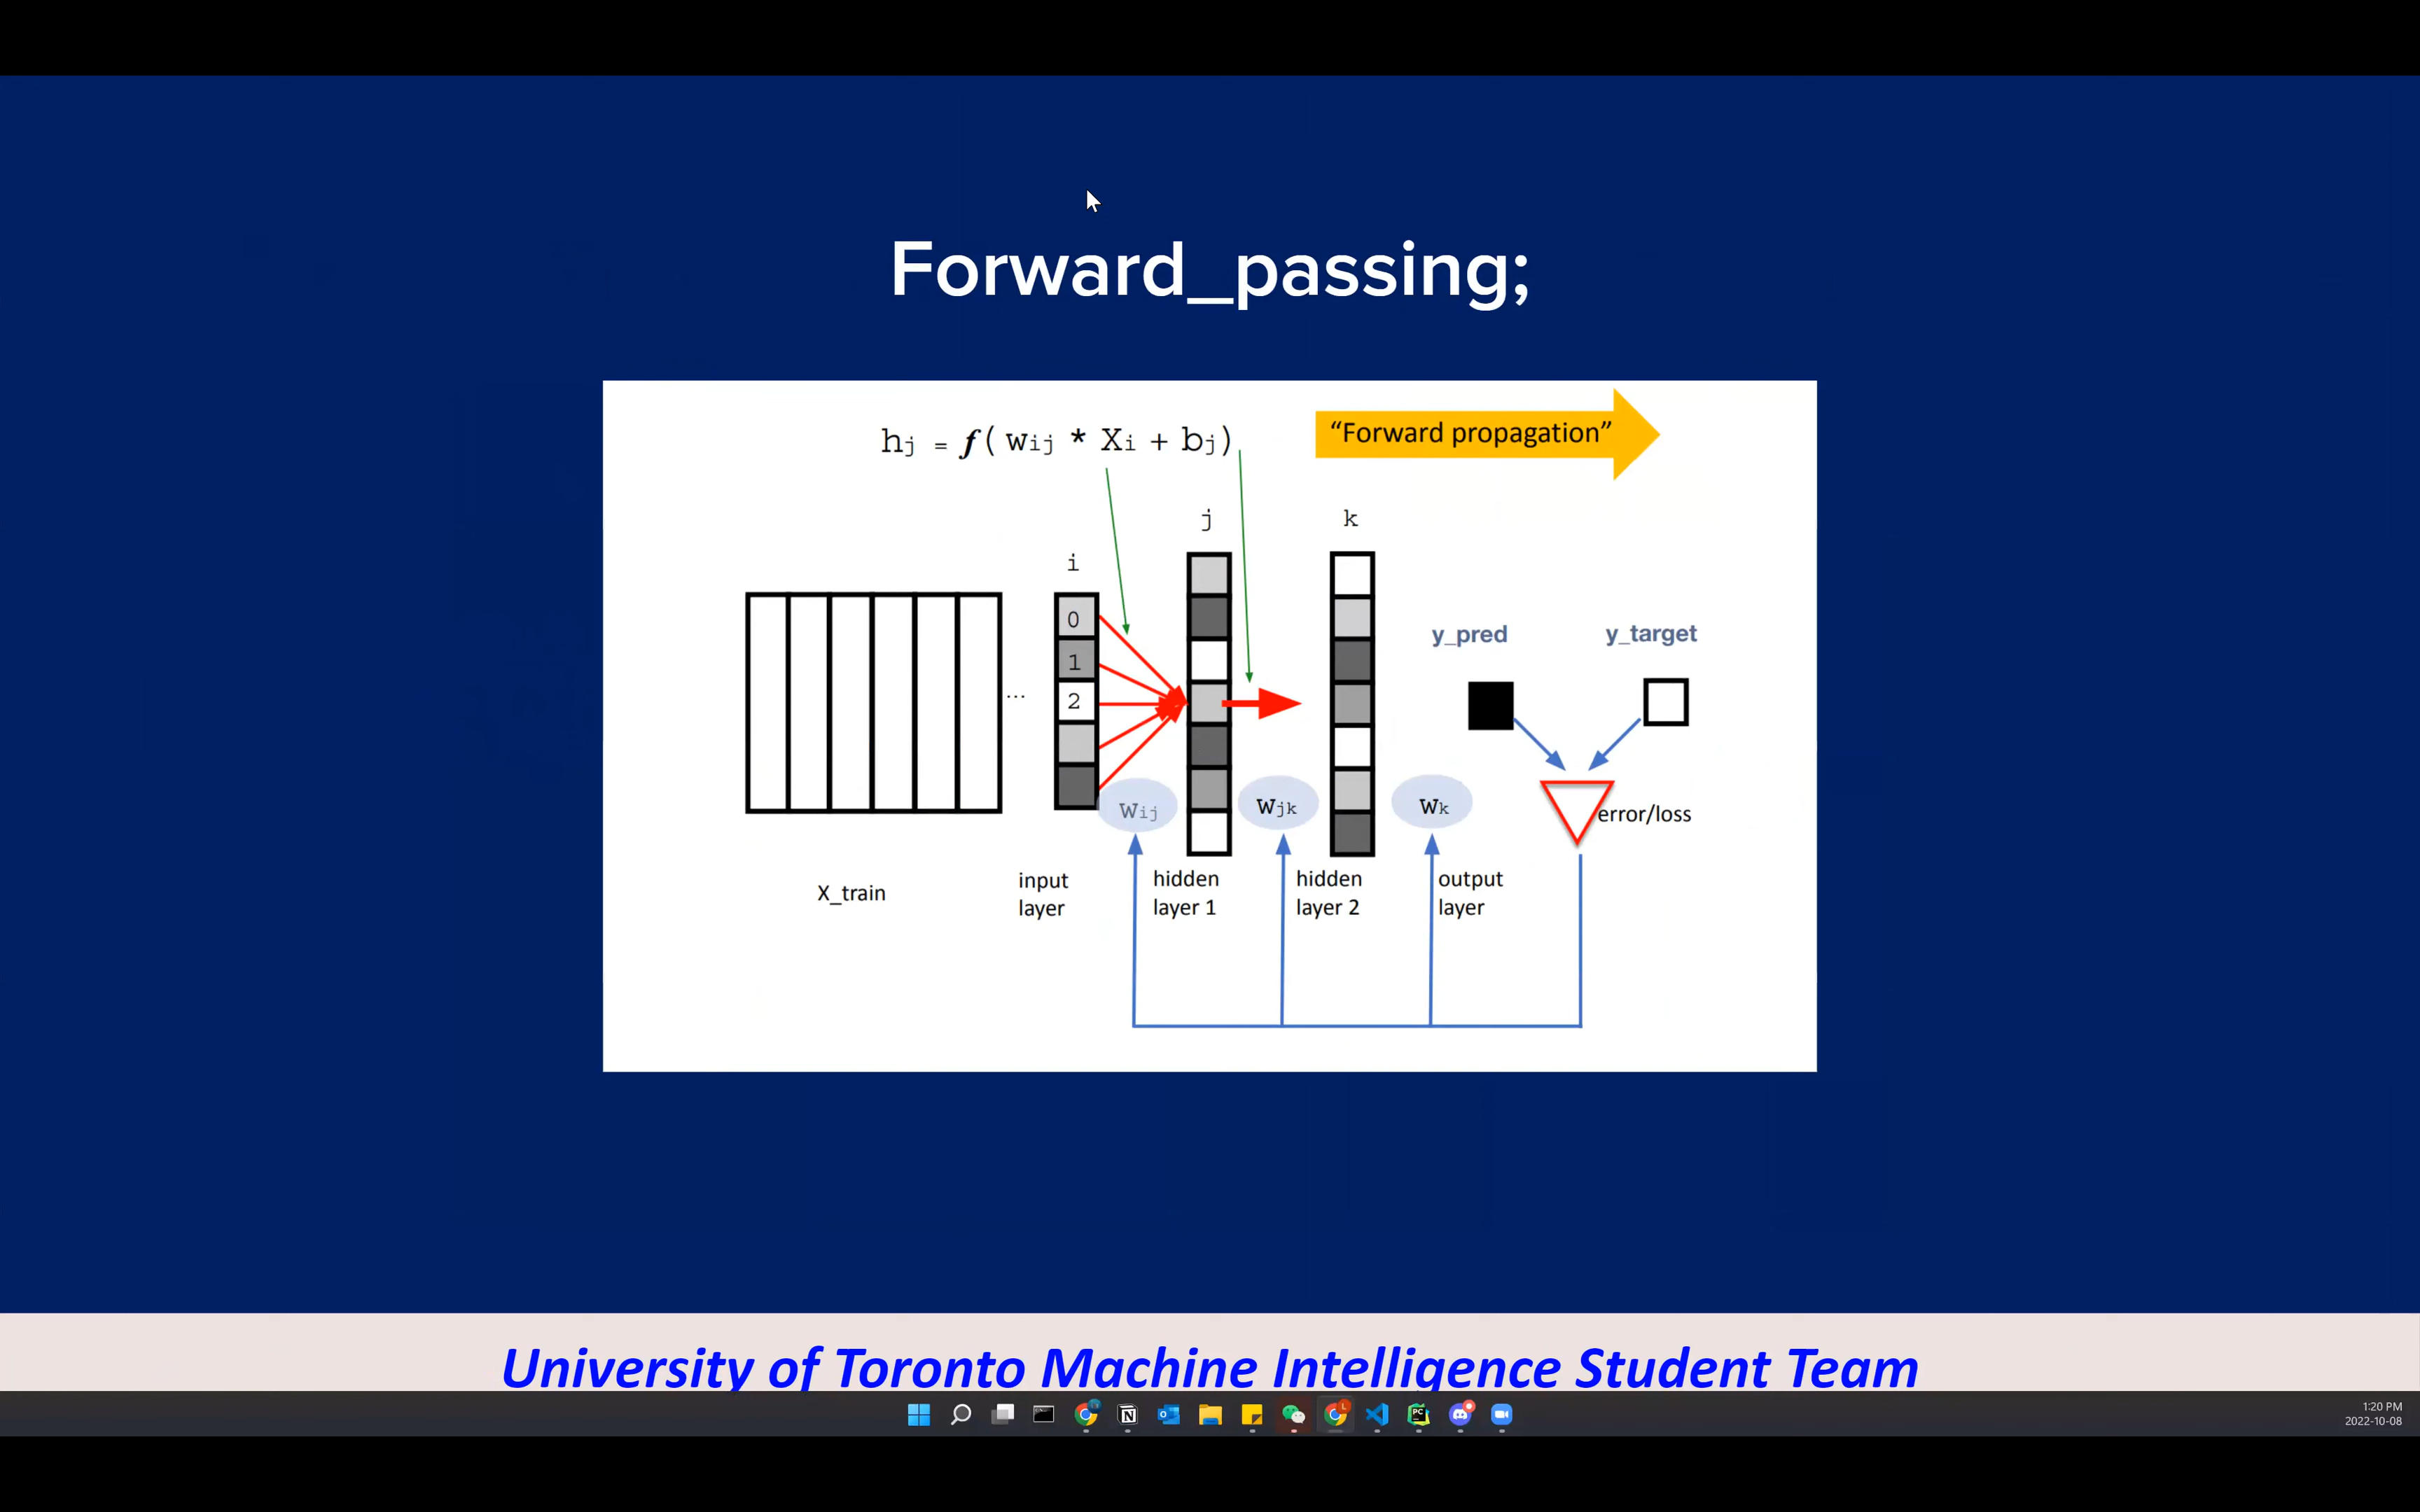 Forward_passing;
hj = f( wij * Xi + bj)
“Forward propagation”
j
k
i
0
1
2
...
y_pred
y_target
wij
wjk
wk
error/loss
X_train
input
layer
hidden
layer 1
hidden
layer 2
output
layer
University of Toronto Machine Intelligence Student Team
1:20 PM
2022-10-08